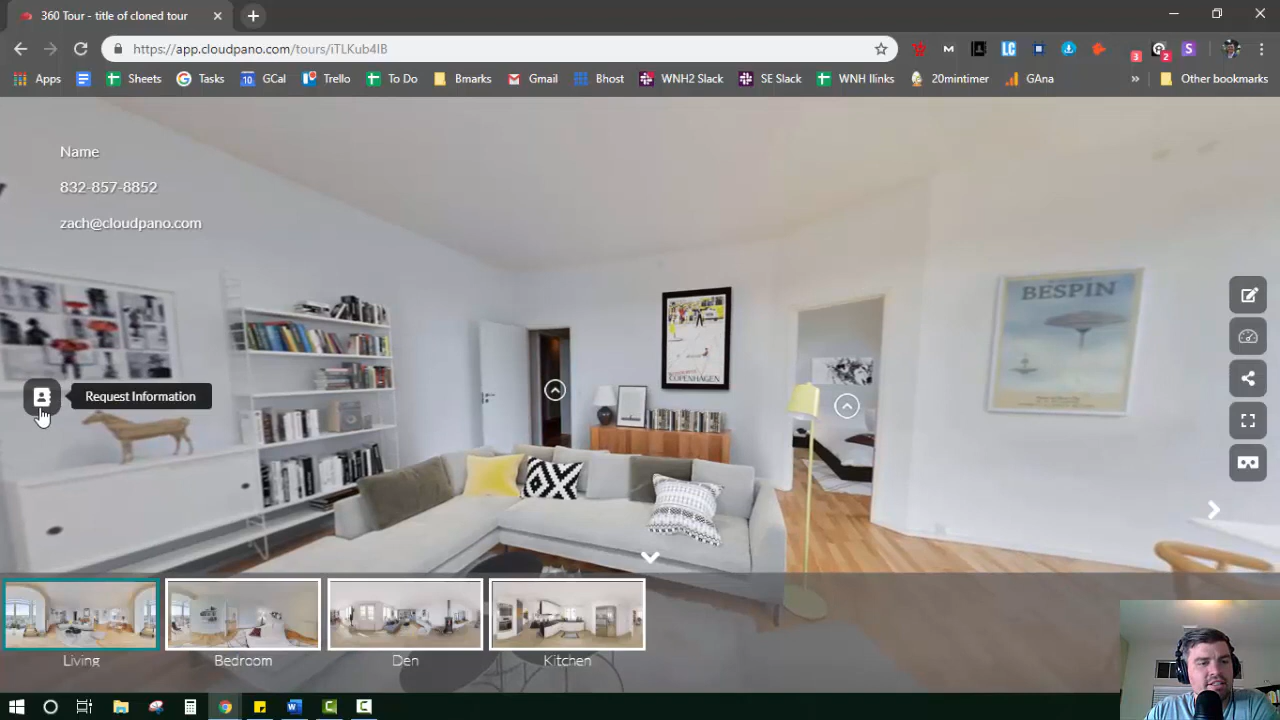 360 Tour - title of cloned tour
https://app.cloudpano.com/tours/iTLKub4lB
Apps
Sheets
Tasks
GCal
Trello
To Do
Bmarks
Gmail
Bhost
WNH2 Slack
SE Slack
WNH llinks
20mintimer
GAna
»
Other bookmarks
Name
832-857-8852
zach@cloudpano.com
Request Information
BESPIN
COPENHAGEN
Living
Bedroom
Den
Kitchen